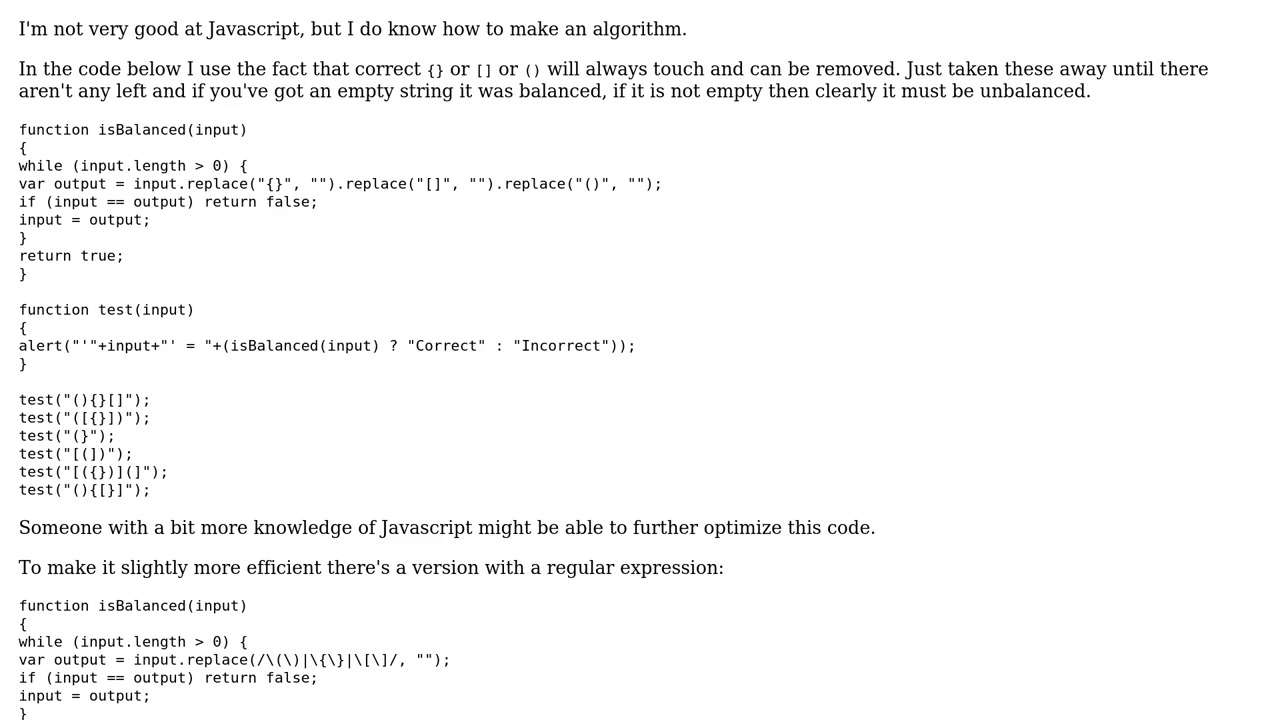 I'm not very good at Javascript, but I do know how to make an algorithm.
In the code below I use the fact that correct {} or [] or () will always touch and can be removed. Just taken these away until there
aren't any left and if you've got an empty string it was balanced, if it is not empty then clearly it must be unbalanced.
function isBalanced(input)
{
while (input.length > 0) {
var output = input.replace("{}", "").replace("[]", "").replace("()", "");
if (input == output) return false;
input = output;
}
return true;
}
function test(input)
{
alert("'"+input+"' = "+(isBalanced(input) ? "Correct" : "Incorrect"));
}
test("(){}[]");
test("([{}])");
test("(}");
test("[(])");
test("[({})](]");
test("(){[}]");
Someone with a bit more knowledge of Javascript might be able to further optimize this code.
To make it slightly more efficient there's a version with a regular expression:
function isBalanced(input)
{
while (input.length > 0) {
var output = input.replace(/\(\)|\{\}|\[\]/, "");
if (input == output) return false;
input = output;
}